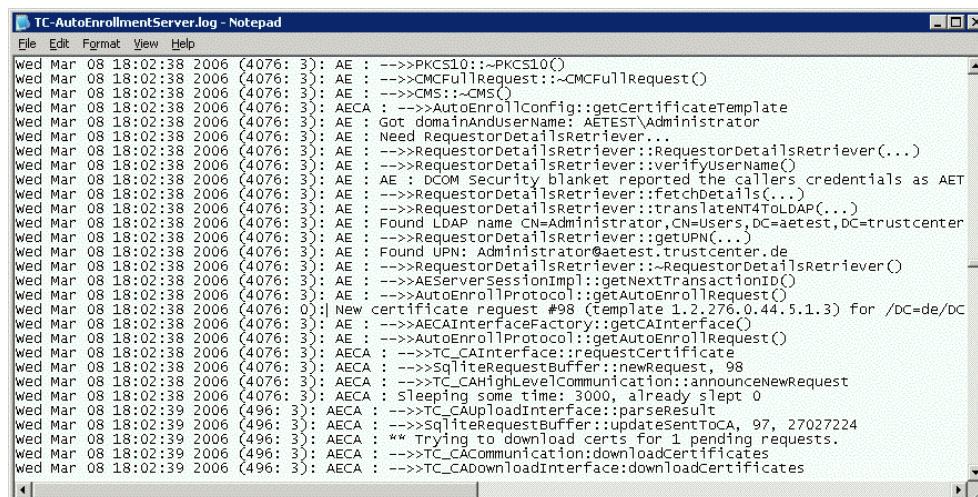 TC-AutoEnrollmentServer.log - Notepad
File Edit Format View Help
Wed Mar 08 18:02:38 2006 (4076: 3): AE : -->>PKCS10::~PKCS10()
Wed Mar 08 18:02:38 2006 (4076: 3): AE : -->>CMCFullRequest::~CMCFullRequest()
Wed Mar 08 18:02:38 2006 (4076: 3): AE : -->>CMS::~CMS()
Wed Mar 08 18:02:38 2006 (4076: 3): AECA : -->>AutoEnrollConfig::getCertificateTemplate
Wed Mar 08 18:02:38 2006 (4076: 3): AE : Got domainAndUserName: AETEST\Administrator
Wed Mar 08 18:02:38 2006 (4076: 3): AE : Need RequestorDetailsRetriever...
Wed Mar 08 18:02:38 2006 (4076: 3): AE : -->>RequestorDetailsRetriever::RequestorDetailsRetriever(...)
Wed Mar 08 18:02:38 2006 (4076: 3): AE : -->>RequestorDetailsRetriever::verifyUserName()
Wed Mar 08 18:02:38 2006 (4076: 3): AE : AE : DCOM Security blanket reported the callers credentials as AET
Wed Mar 08 18:02:38 2006 (4076: 3): AE : -->>RequestorDetailsRetriever::fetchDetails(...)
Wed Mar 08 18:02:38 2006 (4076: 3): AE : -->>RequestorDetailsRetriever::translateNT4ToLDAP(...)
Wed Mar 08 18:02:38 2006 (4076: 3): AE : Found LDAP name CN=Administrator,CN=Users,DC=aetest,DC=trustcenter
Wed Mar 08 18:02:38 2006 (4076: 3): AE : -->>RequestorDetailsRetriever::getUPN(...)
Wed Mar 08 18:02:38 2006 (4076: 3): AE : Found UPN: Administrator@aetest.trustcenter.de
Wed Mar 08 18:02:38 2006 (4076: 3): AE : -->>RequestorDetailsRetriever::~RequestorDetailsRetriever()
Wed Mar 08 18:02:38 2006 (4076: 3): AE : -->>AEServerSessionImpl::getNextTransactionID()
Wed Mar 08 18:02:38 2006 (4076: 3): AE : -->>AutoEnrollProtocol::getAutoEnrollRequest()
Wed Mar 08 18:02:38 2006 (4076: 0): New certificate request #98 (template 1.2.276.0.44.5.1.3) for /DC=de/DC
Wed Mar 08 18:02:38 2006 (4076: 3): AE : -->>AECAInterfaceFactory::getCAInterface()
Wed Mar 08 18:02:38 2006 (4076: 3): AE : -->>AutoEnrollProtocol::getAutoEnrollRequest()
Wed Mar 08 18:02:38 2006 (4076: 3): AECA : -->>TC_CAInterface::requestCertificate
Wed Mar 08 18:02:38 2006 (4076: 3): AECA : -->>SqliteRequestBuffer::newRequest, 98
Wed Mar 08 18:02:38 2006 (4076: 3): AECA : -->>TC_CAHighLevelCommunication::announceNewRequest
Wed Mar 08 18:02:38 2006 (4076: 3): AECA : Sleeping some time: 3000, already slept 0
Wed Mar 08 18:02:39 2006 (496: 3): AECA : -->>TC_CAUploadInterface::parseResult
Wed Mar 08 18:02:39 2006 (496: 3): AECA : -->>SqliteRequestBuffer::updateSentToCA, 97, 27027224
Wed Mar 08 18:02:39 2006 (496: 3): AECA : ** Trying to download certs for 1 pending requests.
Wed Mar 08 18:02:39 2006 (496: 3): AECA : -->>TC_CACommunication:downloadCertificates
Wed Mar 08 18:02:39 2006 (496: 3): AECA : -->>TC_CADownloadInterface:downloadCertificates